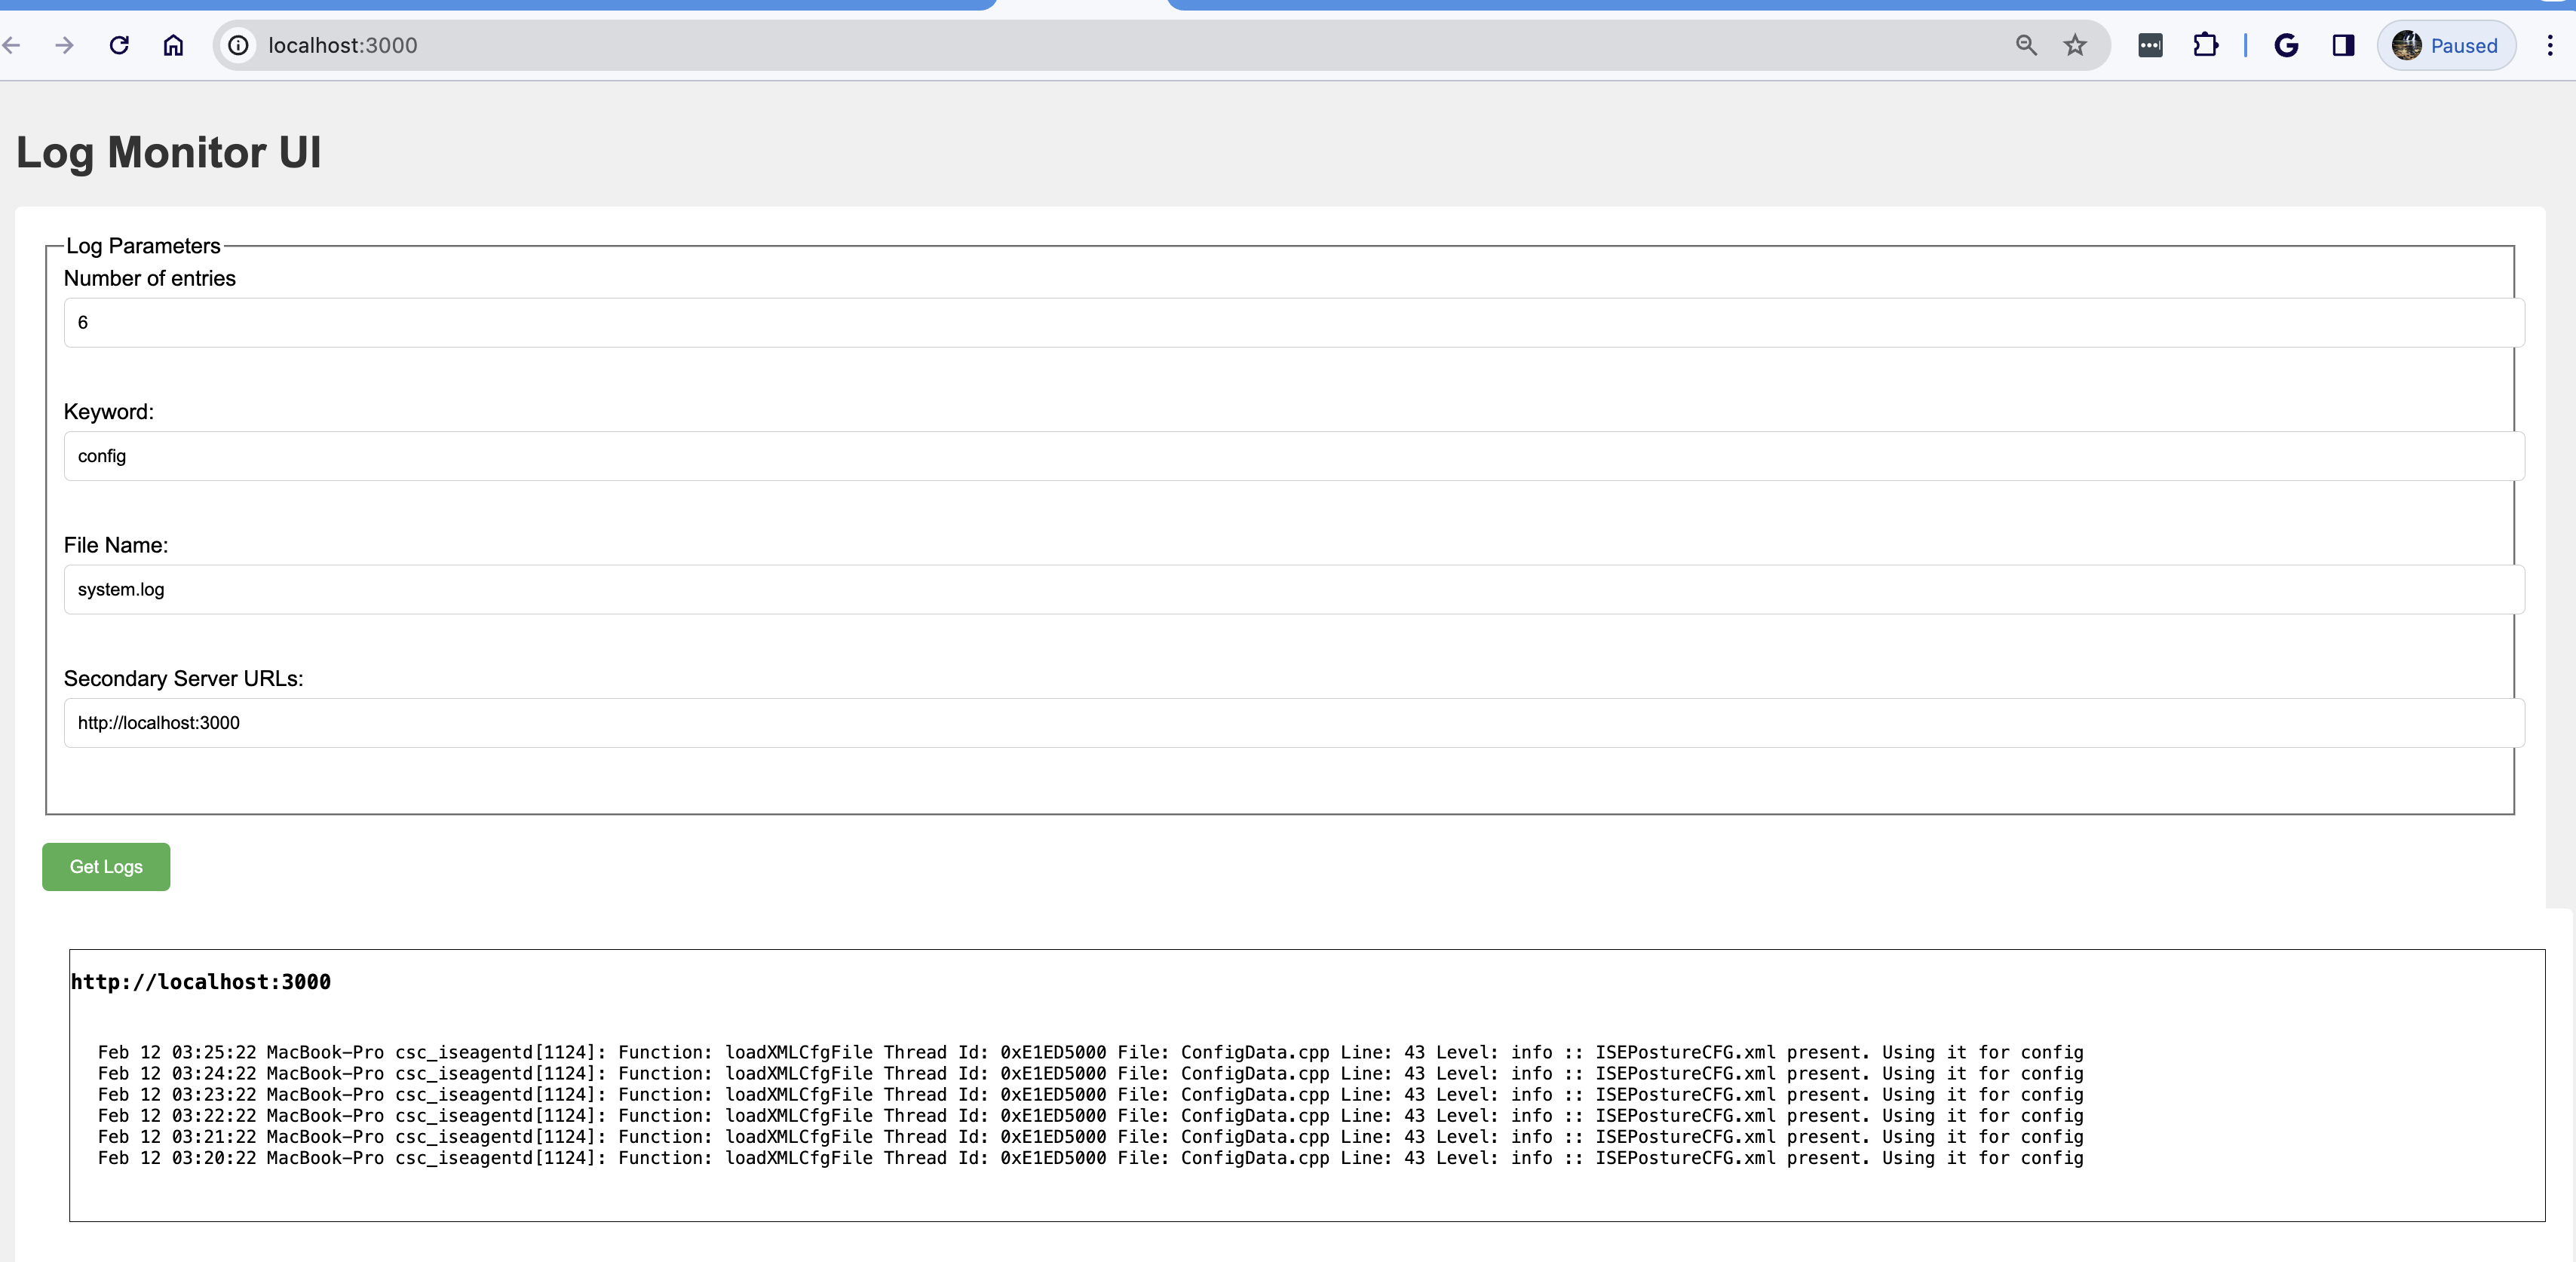 localhost:3000
Paused
Log Monitor UI
Log Parameters
Number of entries
6
Keyword:
config
File Name:
system.log
Secondary Server URLs:
http://localhost:3000
Get Logs
http://localhost:3000
Feb 12 03:25:22 MacBook-Pro csc_iseagentd[1124]: Function: loadXMLCfgFile Thread Id: 0xE1ED5000 File: ConfigData.cpp Line: 43 Level: info :: ISEPostureCFG.xml present. Using it for config
Feb 12 03:24:22 MacBook-Pro csc_iseagentd[1124]: Function: loadXMLCfgFile Thread Id: 0xE1ED5000 File: ConfigData.cpp Line: 43 Level: info :: ISEPostureCFG.xml present. Using it for config
Feb 12 03:23:22 MacBook-Pro csc_iseagentd[1124]: Function: loadXMLCfgFile Thread Id: 0xE1ED5000 File: ConfigData.cpp Line: 43 Level: info :: ISEPostureCFG.xml present. Using it for config
Feb 12 03:22:22 MacBook-Pro csc_iseagentd[1124]: Function: loadXMLCfgFile Thread Id: 0xE1ED5000 File: ConfigData.cpp Line: 43 Level: info :: ISEPostureCFG.xml present. Using it for config
Feb 12 03:21:22 MacBook-Pro csc_iseagentd[1124]: Function: loadXMLCfgFile Thread Id: 0xE1ED5000 File: ConfigData.cpp Line: 43 Level: info :: ISEPostureCFG.xml present. Using it for config
Feb 12 03:20:22 MacBook-Pro csc_iseagentd[1124]: Function: loadXMLCfgFile Thread Id: 0xE1ED5000 File: ConfigData.cpp Line: 43 Level: info :: ISEPostureCFG.xml present. Using it for config